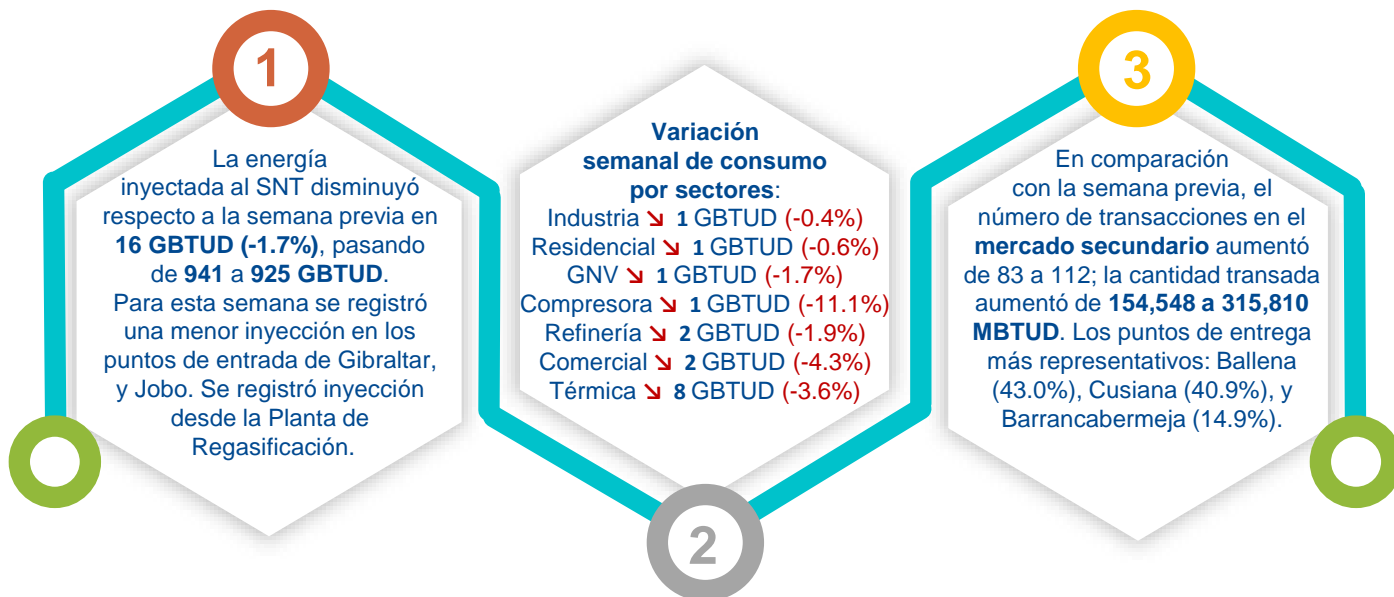 1
La energía
inyectada al SNT disminuyó
respecto a la semana previa en
16 GBTUD (-1.7%), pasando
de 941 a 925 GBTUD.
Para esta semana se registró
una menor inyección en los
puntos de entrada de Gibraltar,
y Jobo. Se registró inyección
desde la Planta de
Regasificación.
Variación
semanal de consumo
por sectores:
Industria ↘ 1 GBTUD (-0.4%)
Residencial ↘ 1 GBTUD (-0.6%)
GNV ↘ 1 GBTUD (-1.7%)
Compresora ↘ 1 GBTUD (-11.1%)
Refinería ↘ 2 GBTUD (-1.9%)
Comercial ↘ 2 GBTUD (-4.3%)
Térmica ↘ 8 GBTUD (-3.6%)
2
3
En comparación
con la semana previa, el
número de transacciones en el
mercado secundario aumentó
de 83 a 112; la cantidad transada
aumentó de 154,548 a 315,810
MBTUD. Los puntos de entrega
más representativos: Ballena
(43.0%), Cusiana (40.9%), y
Barrancabermeja (14.9%).